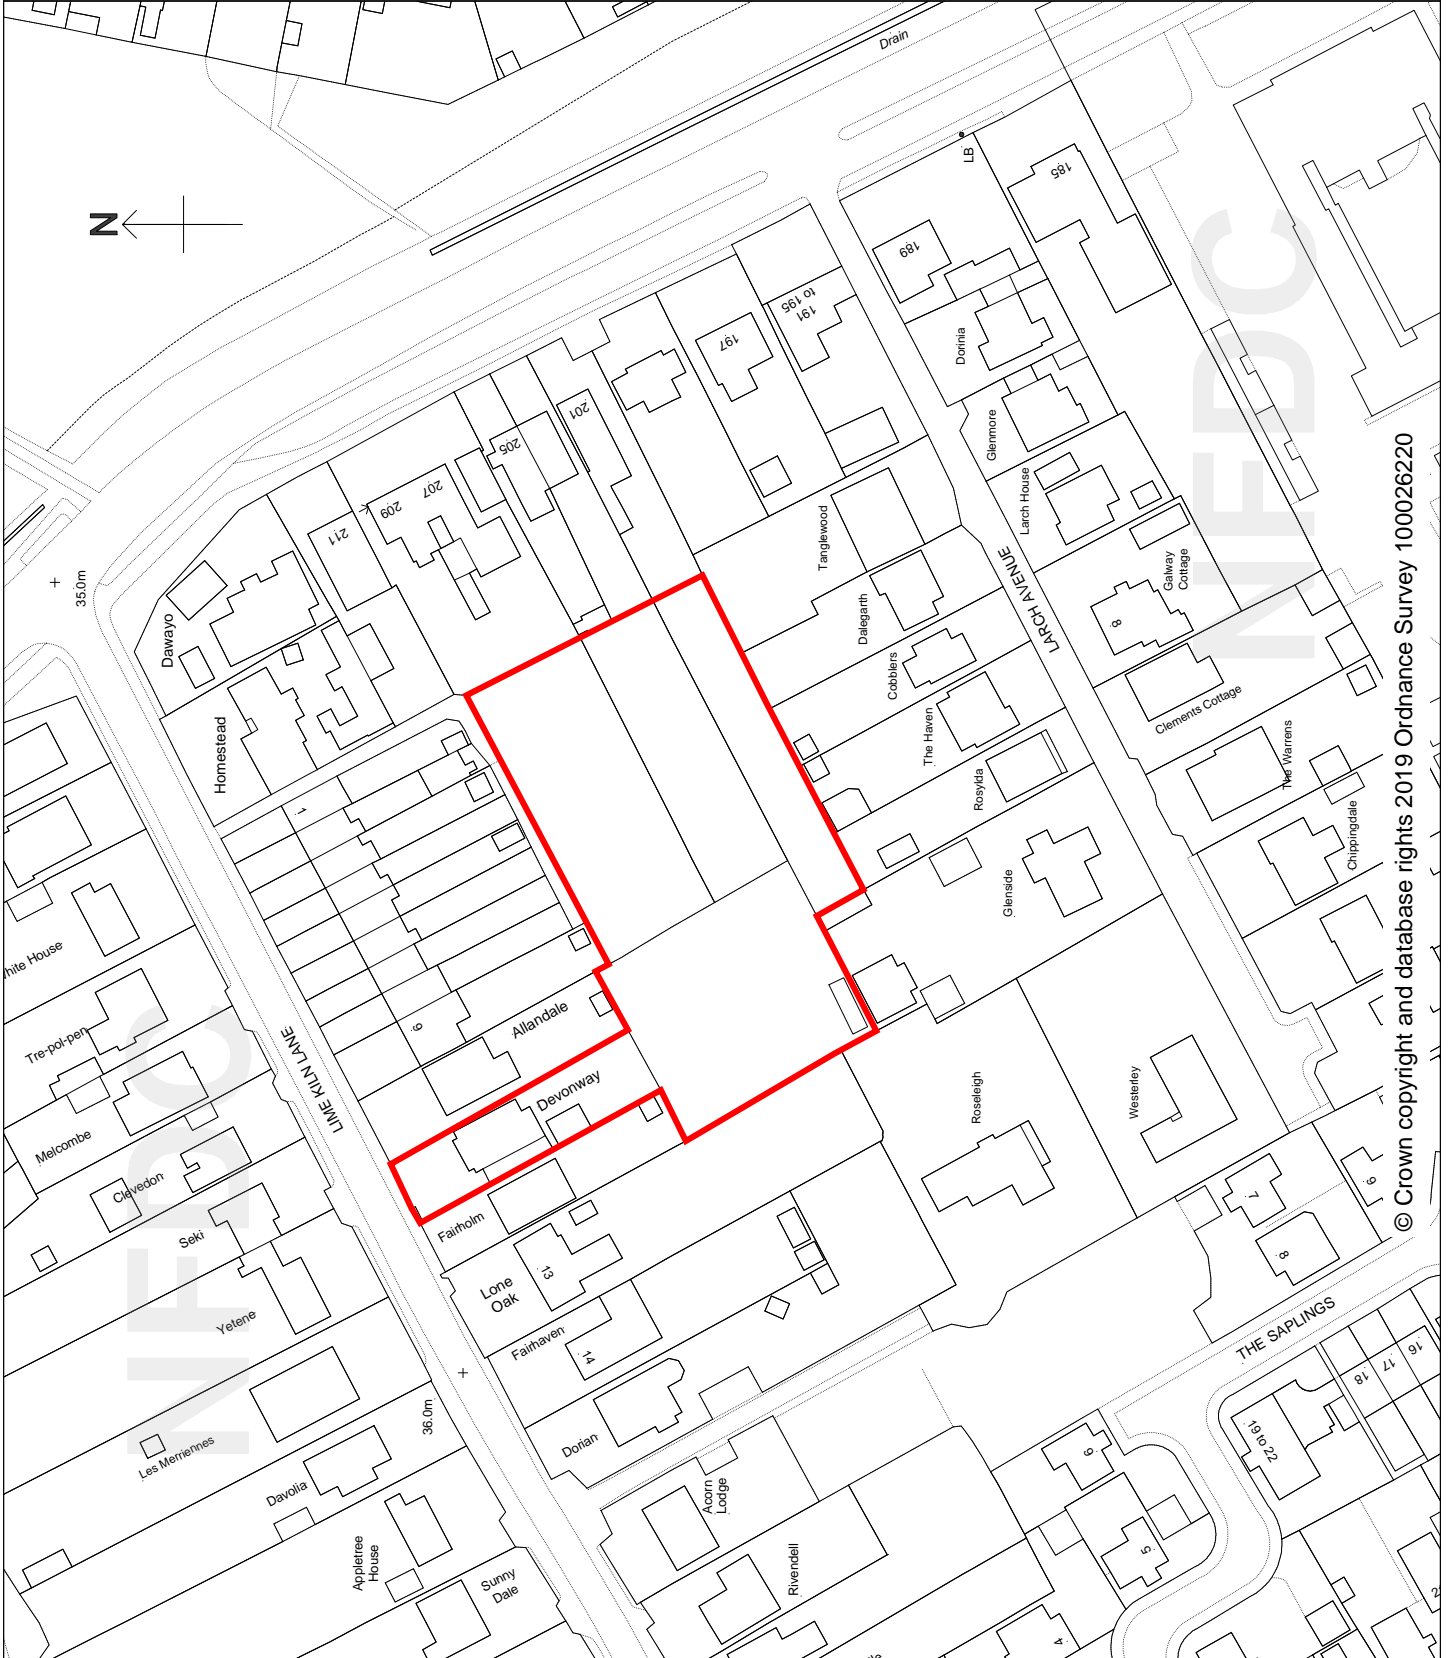 Drain
N
LB
185
189
191
to 195
197
Dorinia
201
205
207
209
211
Glenmore
Larch House
Tanglewood
35.0m
Dawayo
Dalegarth
LARCH AVENUE
Galway
Cottage
8
Cobblers
Homestead
The Haven
Clements Cottage
Rosylda
The Warrens
1
Chippingdale
Glenside
White House
Tre-pol-pen
LIME KILN LANE
9
Allandale
Devonway
Melcombe
Clevedon
Seki
Yetene
Roseleigh
Westerley
Fairholm
Lone
Oak
13
Fairhaven
14
7
8
9
THE SAPLINGS
16
17
18
19 to 22
36.0m
Les Merriennes
Davolia
Dorian
Acorn
Lodge
Appletree
House
Sunny
Dale
Rivendell
6
5
4
NFDC
NFDC
© Crown copyright and database rights 2019 Ordnance Survey 100026220